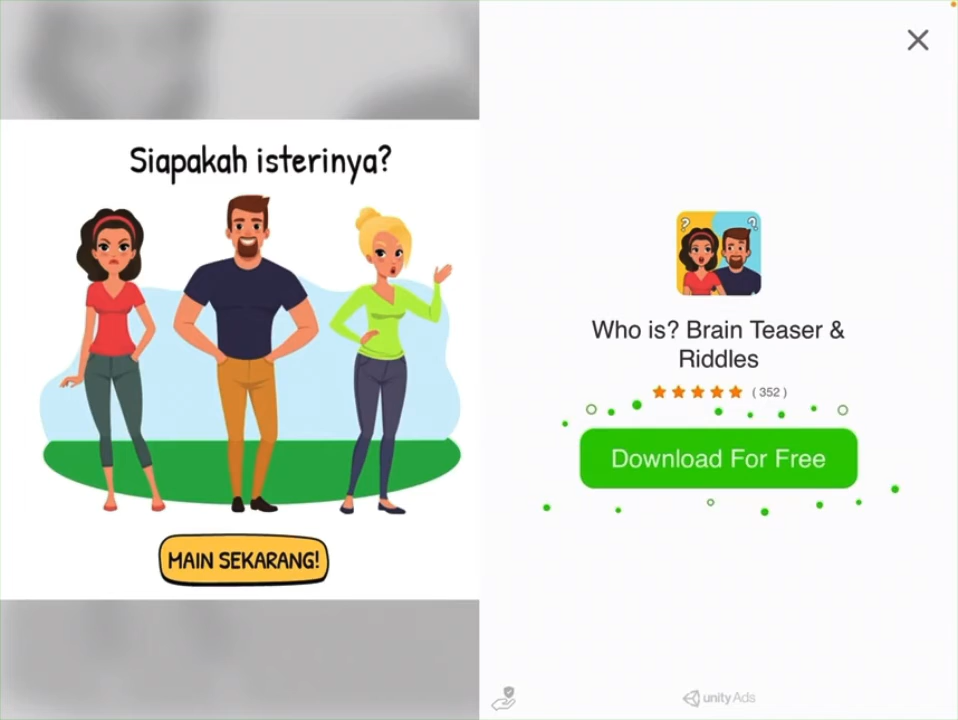 Siapakah isterinya?
MAIN SEKARANG!
Who is? Brain Teaser &
Riddles
( 352 )
Download For Free
unity Ads